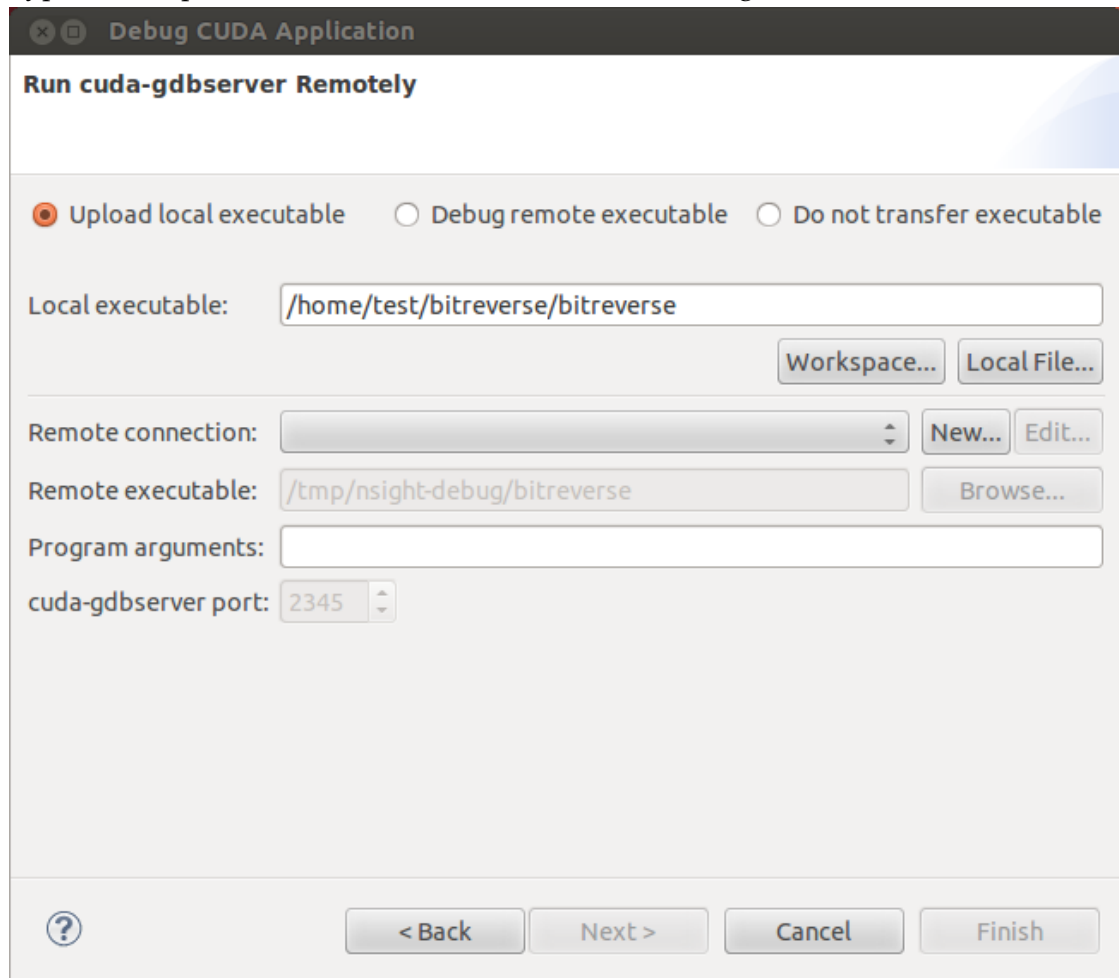 Debug CUDA Application
Run cuda-gdbserver Remotely
Upload local executable Debug remote executable Do not transfer executable
Local executable: /home/test/bitreverse/bitreverse
Workspace... Local File...
Remote connection: New... Edit...
Remote executable: /tmp/nsight-debug/bitreverse Browse...
Program arguments:
cuda-gdbserver port: 2345
? < Back Next > Cancel Finish